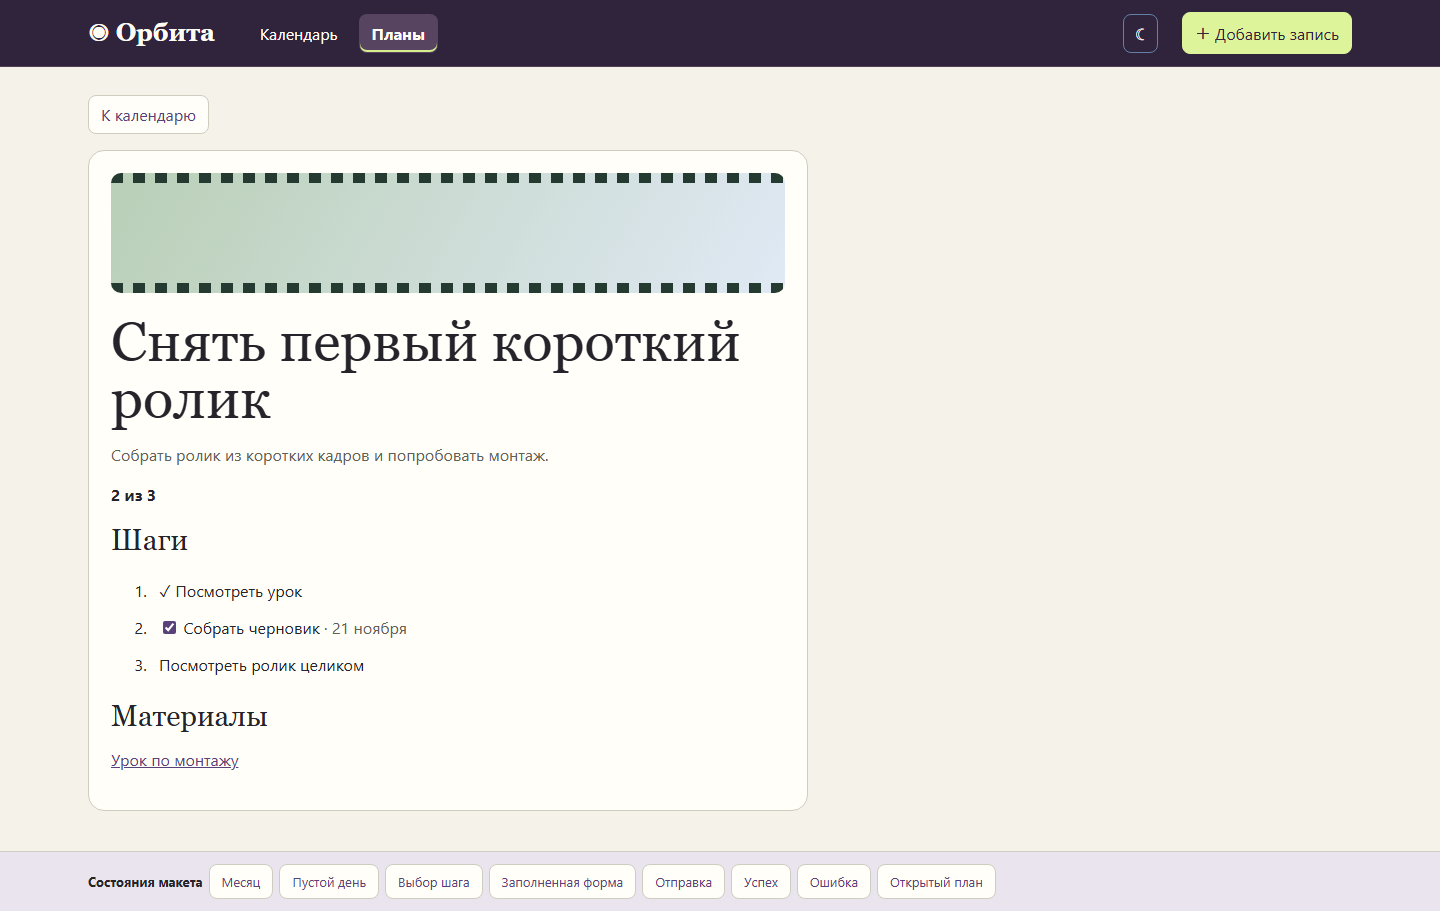 Орбита
Календарь
Планы
☾
+ Добавить запись
К календарю
Снять первый короткий
ролик
Собрать ролик из коротких кадров и попробовать монтаж.
2 из 3
Шаги
1. ✓ Посмотреть урок
2. Собрать черновик · 21 ноября
3. Посмотреть ролик целиком
Материалы
Урок по монтажу
Состояния макета
Месяц
Пустой день
Выбор шага
Заполненная форма
Отправка
Успех
Ошибка
Открытый план